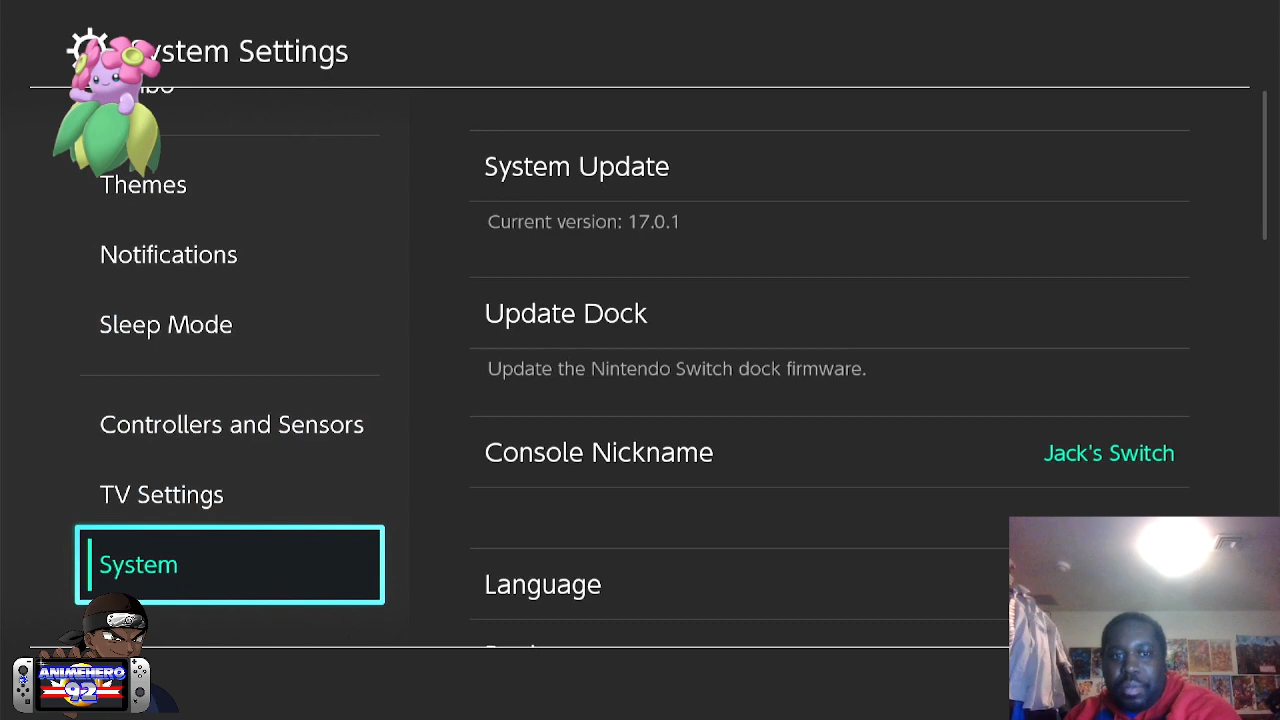 System Settings
Themes
Notifications
Sleep Mode
Controllers and Sensors
TV Settings
System
System Update
Current version: 17.0.1
Update Dock
Update the Nintendo Switch dock firmware.
Console Nickname
Jack's Switch
Language
ANIMEHERO
92